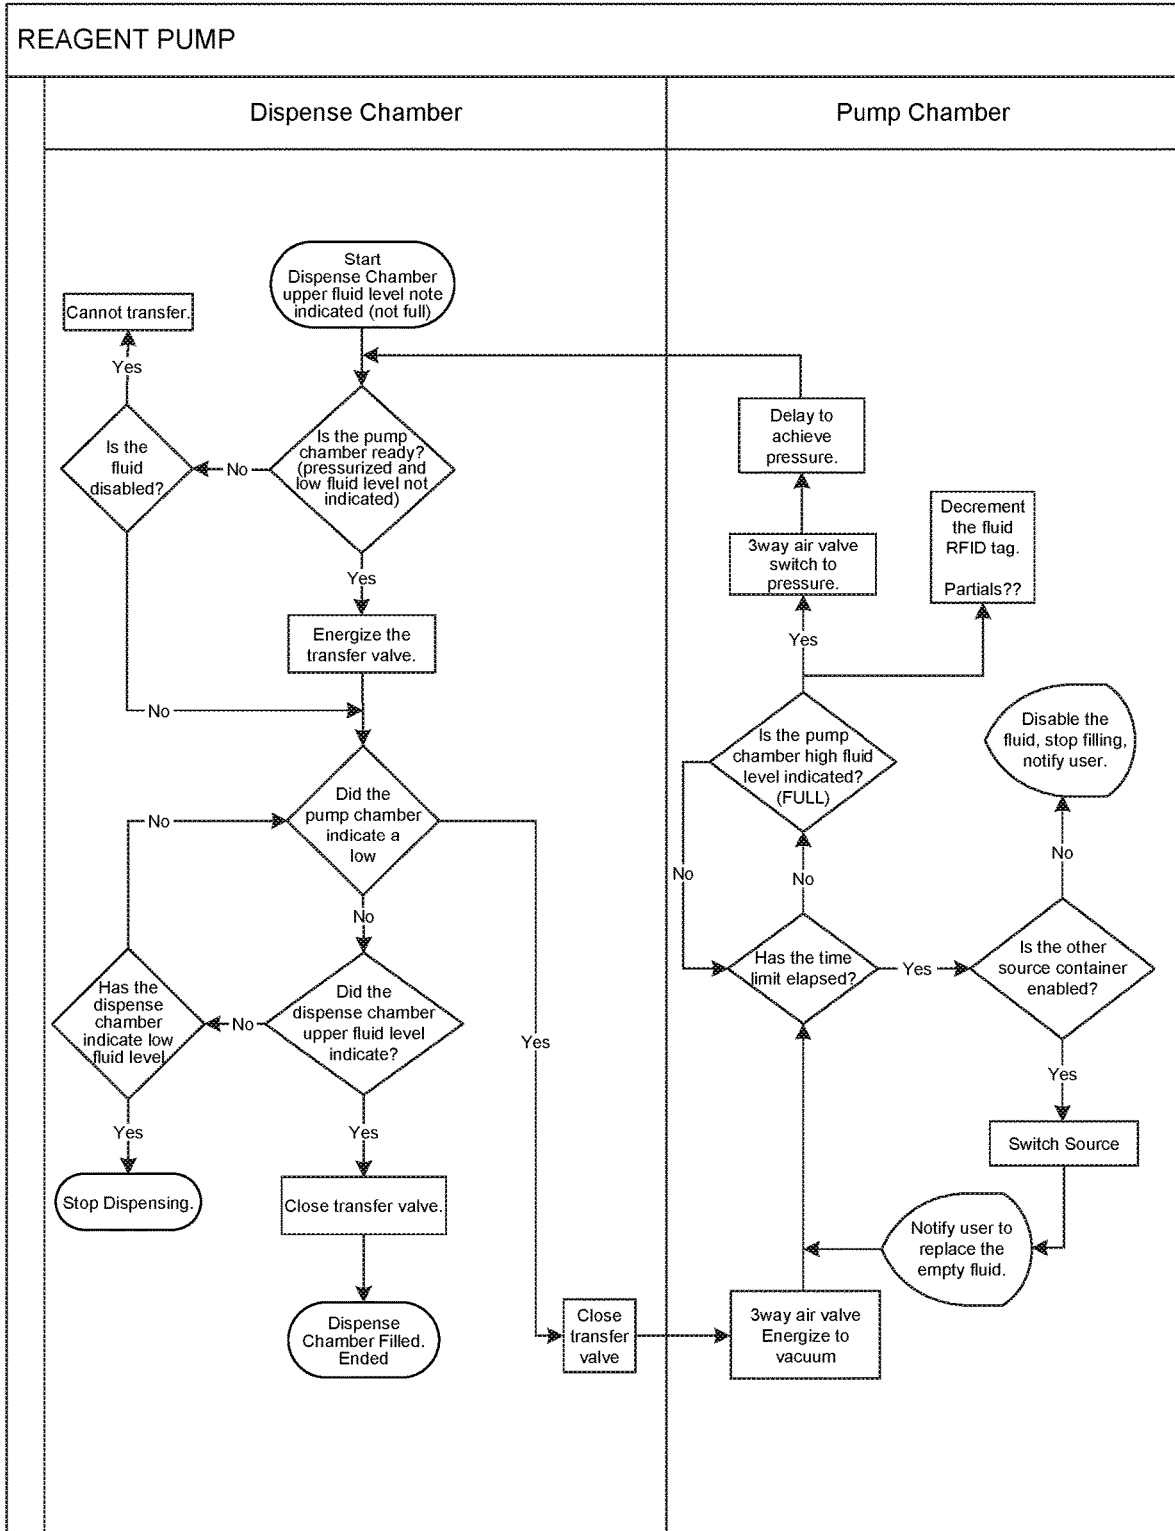 REAGENT PUMP
Dispense Chamber
Pump Chamber
Start
Dispense Chamber
upper fluid level note
indicated (not full)
Cannot transfer.
Yes
Is the
fluid
disabled?
No
Is the pump
chamber ready?
(pressurized and
low fluid level not
indicated)
Yes
Energize the
transfer valve.
No
Did the
pump chamber
indicate a
low
No
No
Has the
dispense
chamber
indicate low
fluid level
No
Did the
dispense chamber
upper fluid level
indicate?
Yes
Yes
Yes
Stop Dispensing.
Close transfer valve.
Dispense
Chamber Filled.
Ended
Close
transfer
valve
Delay to
achieve
pressure.
3way air valve
switch to
pressure.
Decrement
the fluid
RFID tag.
Partials??
Yes
Is the pump
chamber high fluid
level indicated?
(FULL)
Disable the
fluid, stop filling,
notify user.
No
No
No
Has the time
limit elapsed?
Yes
Is the other
source container
enabled?
Yes
Switch Source
Notify user to
replace the
empty fluid.
3way air valve
Energize to
vacuum